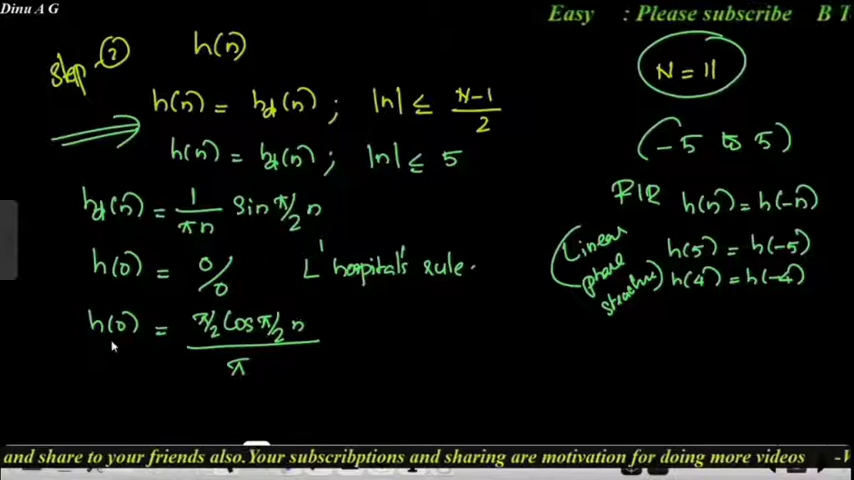 Dinu A G
Easy : Please subscribe B T
Step - ②
h(n)
h(n) = hd(n) ; |n| ≤ N-1/2
h(n) = hd(n) ; |n| ≤ 5
hd(n) = 1/πn Sin π/2 n
h(0) = 0/0 L' hospital's rule.
h(0) = π/2 Cos π/2 n / π
N = 11
(-5 to 5)
FIR h(n) = h(-n)
(Linear phase structure)
h(5) = h(-5)
h(4) = h(-4)
and share to your friends also.Your subscribptions and sharing are motivation for doing more videos -V